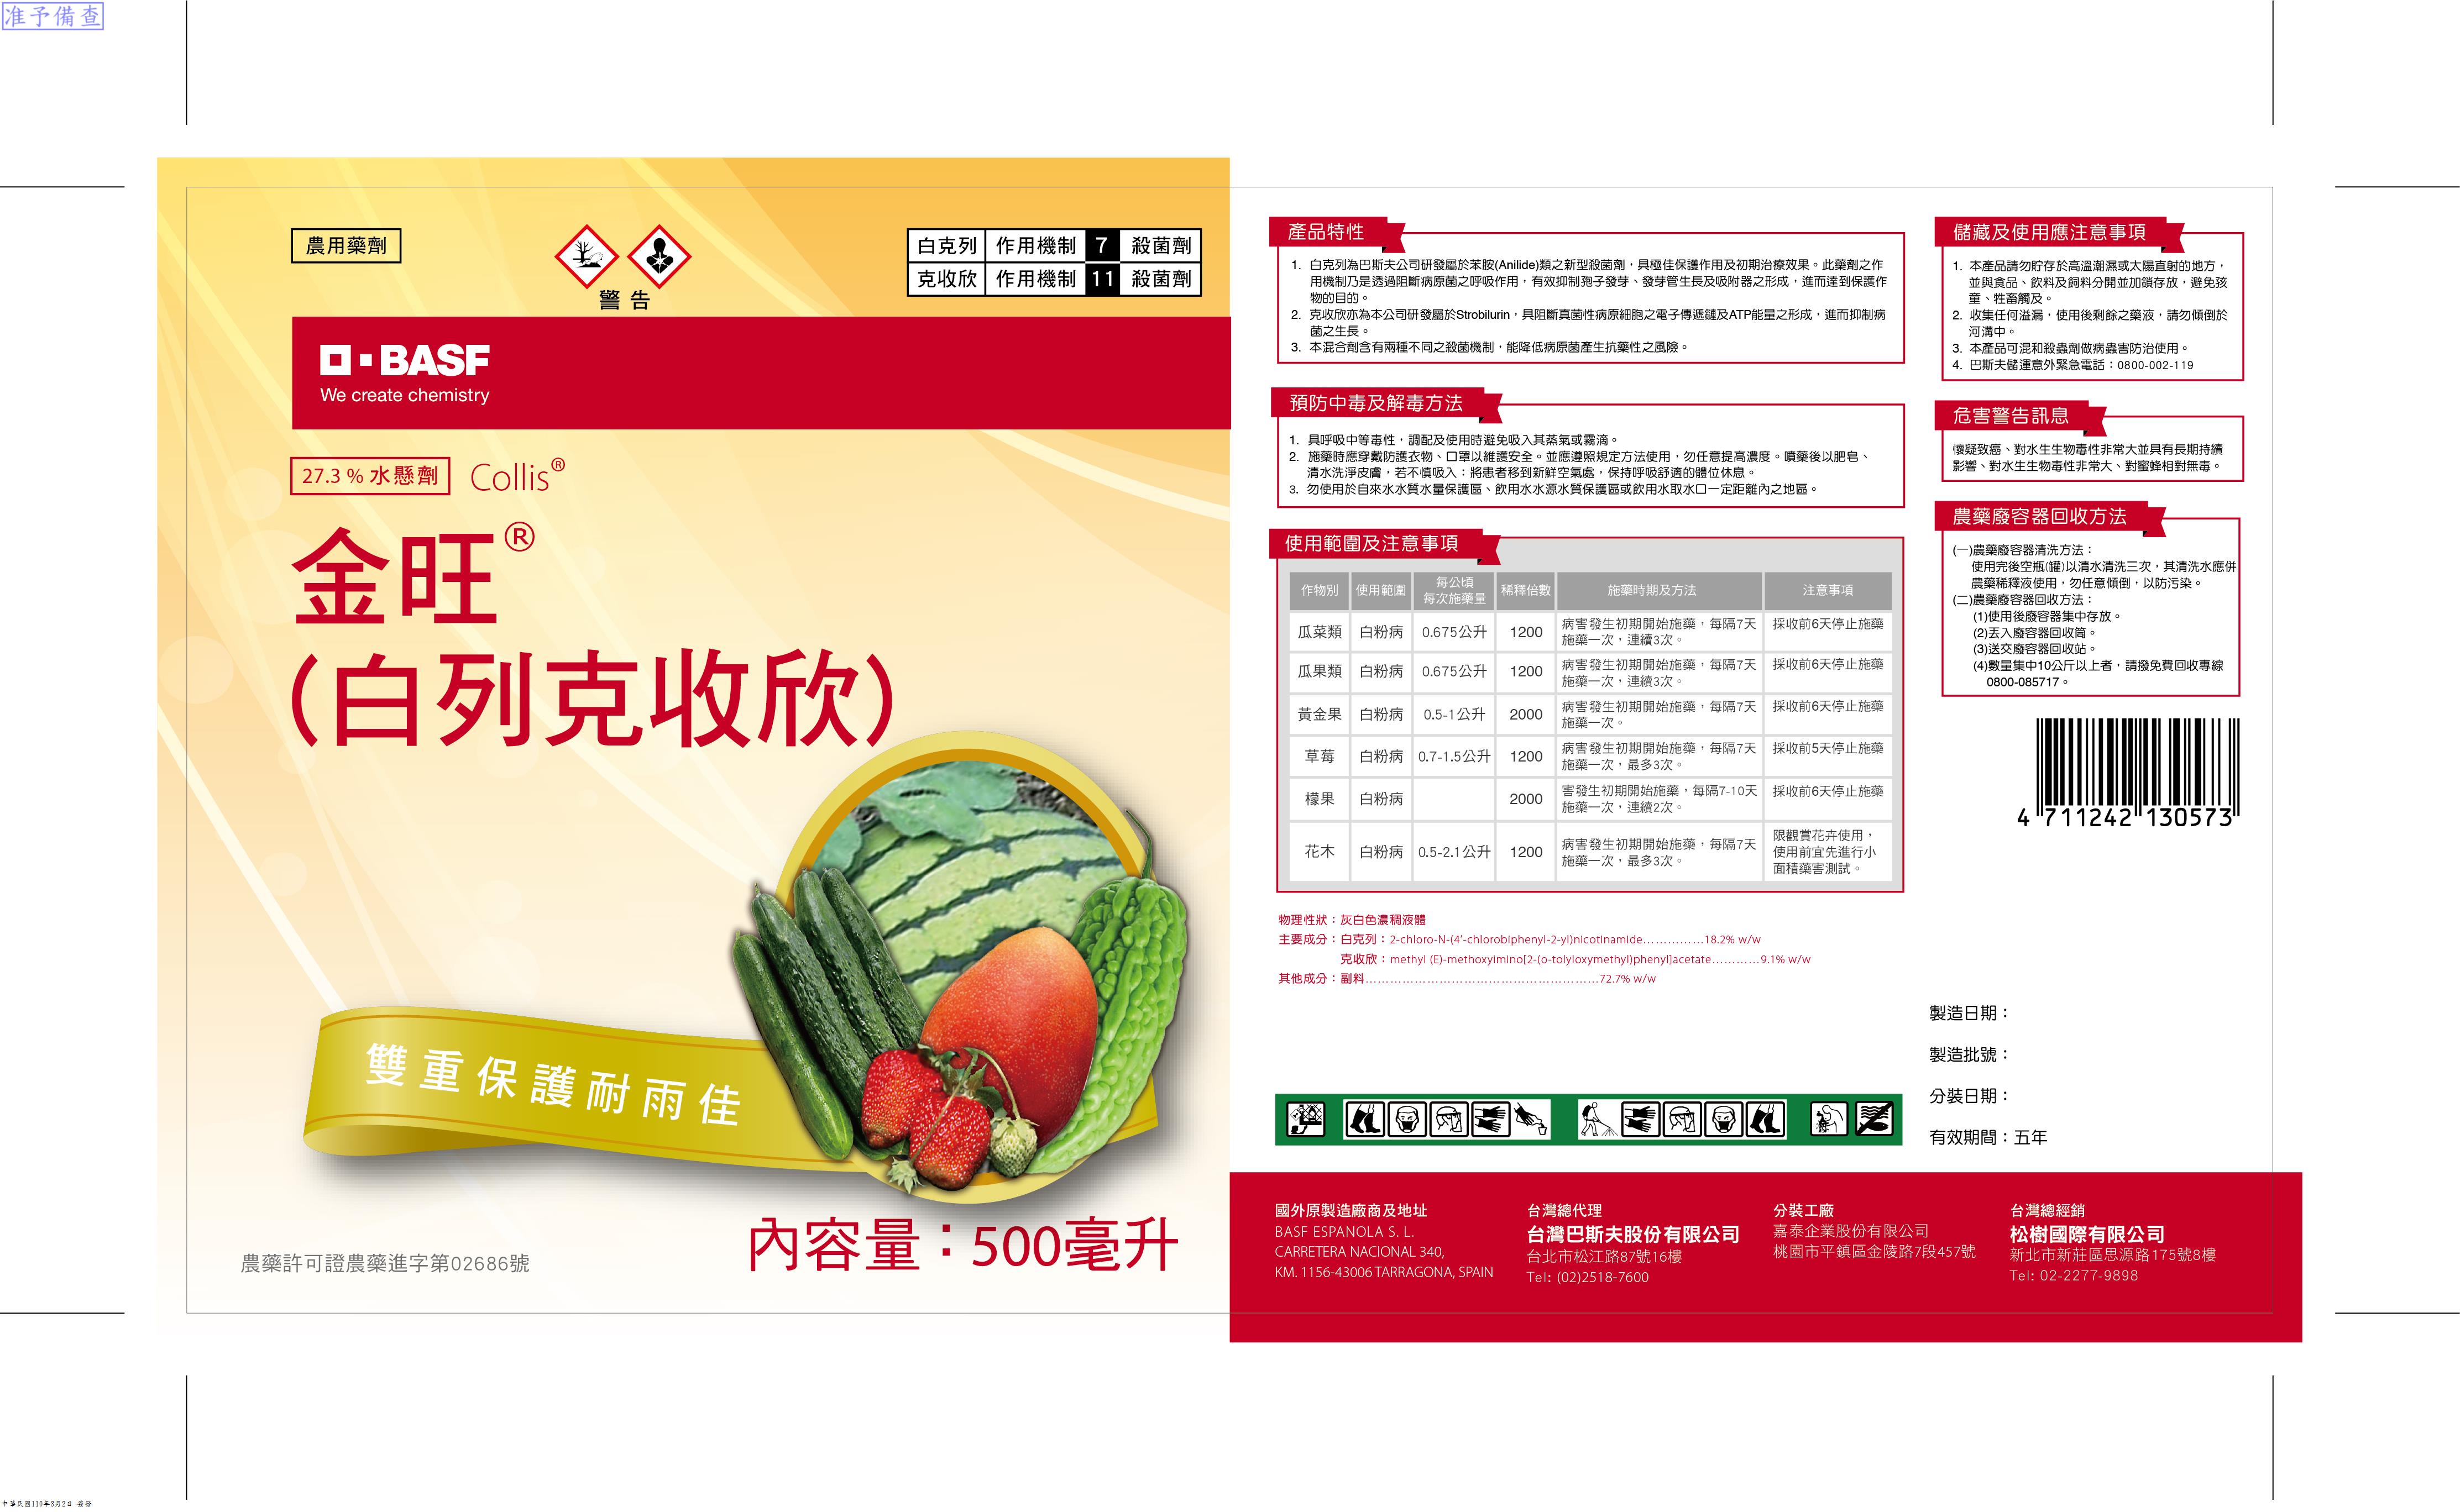 准予備查
農用藥劑
警告
白克列 作用機制 7 殺菌劑
克收欣 作用機制 11 殺菌劑
BASF
We create chemistry
27.3 % 水懸劑 Collis®
金旺®
(白列克收欣)
雙重保護耐雨佳
內容量：500毫升
農藥許可證農藥進字第02686號
產品特性
1. 白克列為巴斯夫公司研發屬於苯胺(Anilide)類之新型殺菌劑，具極佳保護作用及初期治療效果。此藥劑之作
用機制乃是透過阻斷病原菌之呼吸作用，有效抑制孢子發芽、發芽管生長及吸附器之形成，進而達到保護作
物的目的。
2. 克收欣亦為本公司研發屬於Strobilurin，具阻斷真菌性病原細胞之電子傳遞鏈及ATP能量之形成，進而抑制病
菌之生長。
3. 本混合劑含有兩種不同之殺菌機制，能降低病原菌產生抗藥性之風險。
預防中毒及解毒方法
1. 具呼吸中等毒性，調配及使用時避免吸入其蒸氣或霧滴。
2. 施藥時應穿戴防護衣物、口罩以維護安全。並應遵照規定方法使用，勿任意提高濃度。噴藥後以肥皂、
清水洗淨皮膚，若不慎吸入：將患者移到新鮮空氣處，保持呼吸舒適的體位休息。
3. 勿使用於自來水水質水量保護區、飲用水水源水質保護區或飲用水取水口一定距離內之地區。
使用範圍及注意事項
作物別 使用範圍 每公頃每次施藥量 稀釋倍數 施藥時期及方法 注意事項
瓜菜類 白粉病 0.675公升 1200 病害發生初期開始施藥，每隔7天 採收前6天停止施藥
施藥一次，連續3次。
瓜果類 白粉病 0.675公升 1200 病害發生初期開始施藥，每隔7天 採收前6天停止施藥
施藥一次，連續3次。
黃金果 白粉病 0.5-1公升 2000 病害發生初期開始施藥，每隔7天 採收前6天停止施藥
施藥一次。
草莓 白粉病 0.7-1.5公升 1200 病害發生初期開始施藥，每隔7天 採收前5天停止施藥
施藥一次，最多3次。
檬果 白粉病 2000 害發生初期開始施藥，每隔7-10天 採收前6天停止施藥
施藥一次，連續2次。
花木 白粉病 0.5-2.1公升 1200 病害發生初期開始施藥，每隔7天 限觀賞花卉使用，
施藥一次，最多3次。 使用前宜先進行小
面積藥害測試。
物理性狀：灰白色濃稠液體
主要成分：白克列：2-chloro-N-(4'-chlorobiphenyl-2-yl)nicotinamide……………18.2% w/w
克收欣：methyl (E)-methoxyimino[2-(o-tolyloxymethyl)phenyl]acetate…………9.1% w/w
其他成分：副料…………………………………………………72.7% w/w
儲藏及使用應注意事項
1. 本產品請勿貯存於高溫潮濕或太陽直射的地方，
並與食品、飲料及飼料分開並加鎖存放，避免孩
童、牲畜觸及。
2. 收集任何溢漏，使用後剩餘之藥液，請勿傾倒於
河溝中。
3. 本產品可混和殺蟲劑做病蟲害防治使用。
4. 巴斯夫儲運意外緊急電話：0800-002-119
危害警告訊息
懷疑致癌、對水生生物毒性非常大並具有長期持續
影響、對水生生物毒性非常大、對蜜蜂相對無毒。
農藥廢容器回收方法
(一)農藥廢容器清洗方法：
使用完後空瓶(罐)以清水清洗三次，其清洗水應併
農藥稀釋液使用，勿任意傾倒，以防污染。
(二)農藥廢容器回收方法：
(1)使用後廢容器集中存放。
(2)丟入廢容器回收筒。
(3)送交廢容器回收站。
(4)數量集中10公斤以上者，請撥免費回收專線
0800-085717。
4 711242 130573
製造日期：
製造批號：
分裝日期：
有效期間：五年
國外原製造廠商及地址
BASF ESPANOLA S. L.
CARRETERA NACIONAL 340,
KM. 1156-43006 TARRAGONA, SPAIN
台灣總代理
台灣巴斯夫股份有限公司
台北市松江路87號16樓
Tel: (02)2518-7600
分裝工廠
嘉泰企業股份有限公司
桃園市平鎮區金陵路7段457號
台灣總經銷
松樹國際有限公司
新北市新莊區思源路175號8樓
Tel: 02-2277-9898
中華民國110年3月2日